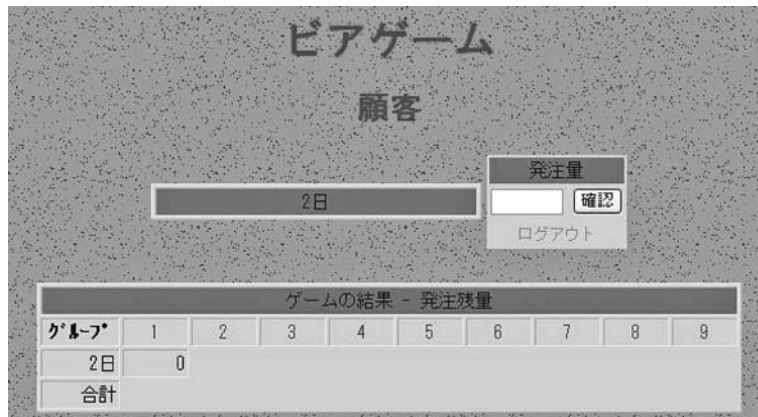 ビアゲーム
顧客
発注量
2日
確認
ログアウト
ゲームの結果 - 発注残量
グループ 1 2 3 4 5 6 7 8 9
2日 0
合計